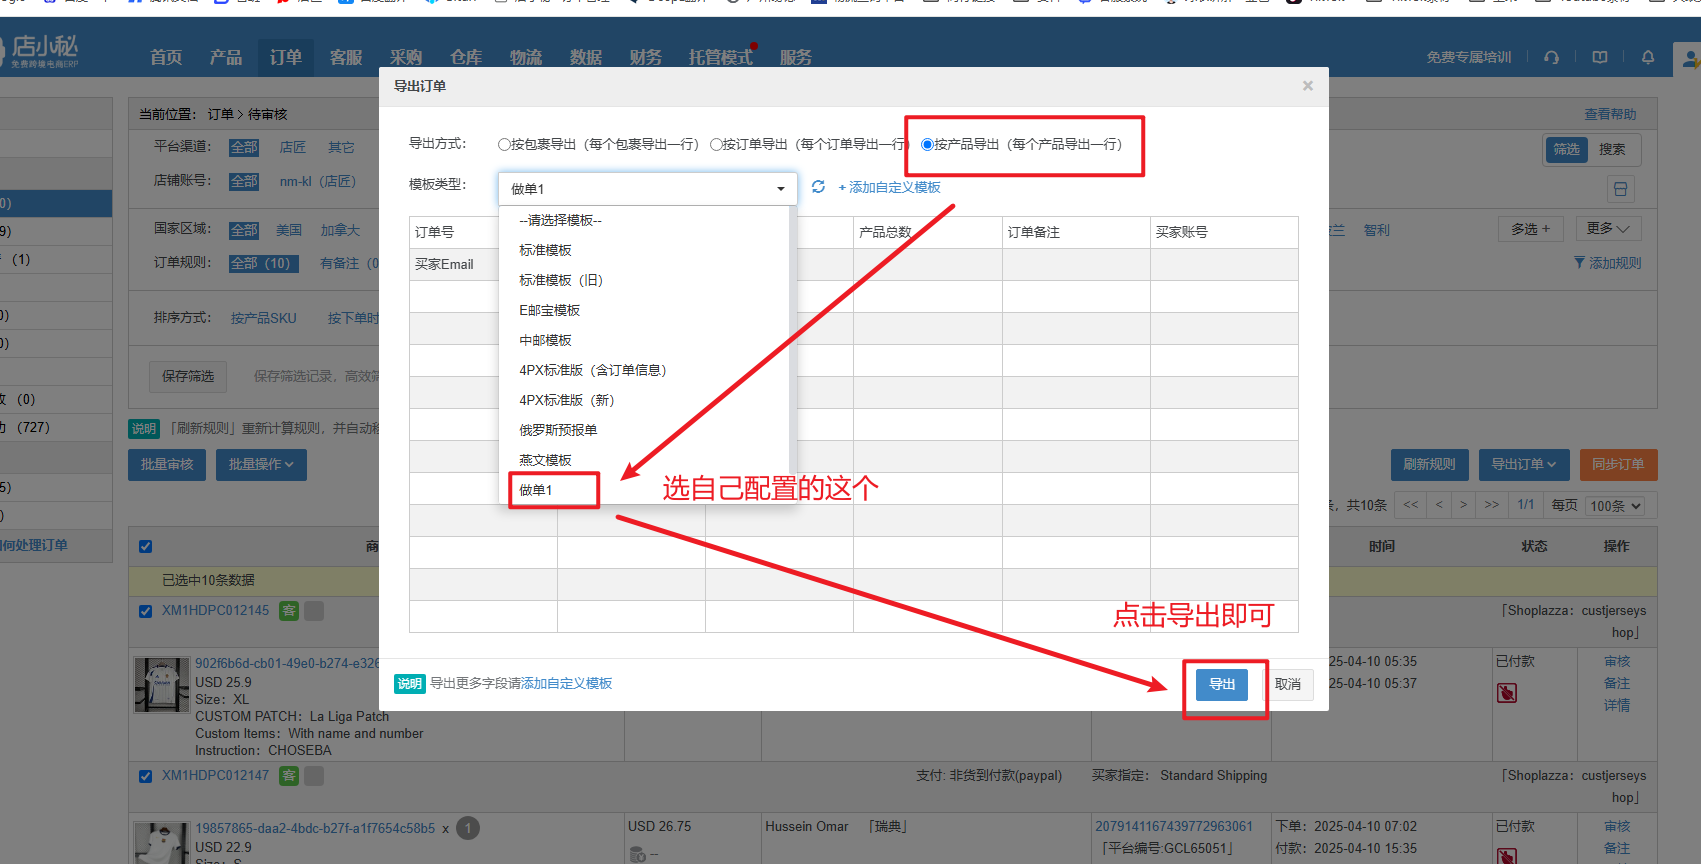 店小秘
免费跨境电商ERP
首页 产品 订单 客服 采购 仓库 物流 数据 财务 托管模式 服务
免费专属培训
导出订单 ×
当前位置： 订单 > 待审核
查看帮助
导出方式：
按包裹导出（每个包裹导出一行）
按订单导出（每个订单导出一行
按产品导出（每个产品导出一行）
平台渠道： 全部 店匠 其它
筛选 搜索
店铺账号： 全部 nm-kl（店匠）
模板类型： 做单1
+ 添加自定义模板
--请选择模板--
标准模板
标准模板（旧）
E邮宝模板
中邮模板
4PX标准版（含订单信息）
4PX标准版（新）
俄罗斯预报单
燕文模板
做单1
订单号 产品总数 订单备注 买家账号
买家Email
国家区域： 全部 美国 加拿大
兰 智利
多选 + 更多
订单规则： 全部（10） 有备注（0
添加规则
排序方式： 按产品SKU 按下单时
保存筛选 保存筛选记录，高效筛
说明 「刷新规则」重新计算规则，并自动移
批量审核 批量操作
刷新规则 导出订单 同步订单
选自己配置的这个
条，共10条 << < > >> 1/1 每页 100条
0)
9)
（1)
0)
0)
（0)
（727)
5)
)
何处理订单
商
时间 状态 操作
已选中10条数据
XM1HDPC012145 客
「Shoplazza：custjerseys
hop」
点击导出即可
说明 导出更多字段请添加自定义模板
导出 取消
902f6b6d-cb01-49e0-b274-e326
USD 25.9
Size：XL
CUSTOM PATCH：La Liga Patch
Custom Items：With name and number
Instruction：CHOSEBA
25-04-10 05:35
25-04-10 05:37
已付款
审核
备注
详情
XM1HDPC012147 客
支付: 非货到付款(paypal) 买家指定： Standard Shipping
「Shoplazza：custjerseys
hop」
19857865-daa2-4bdc-b27f-a1f7654c58b5 x 1
USD 22.9
USD 26.75
--
Hussein Omar 「瑞典」
2079141167439772963061
「平台编号:GCL65051」
下单：2025-04-10 07:02
付款：2025-04-10 15:35
已付款
审核
备注